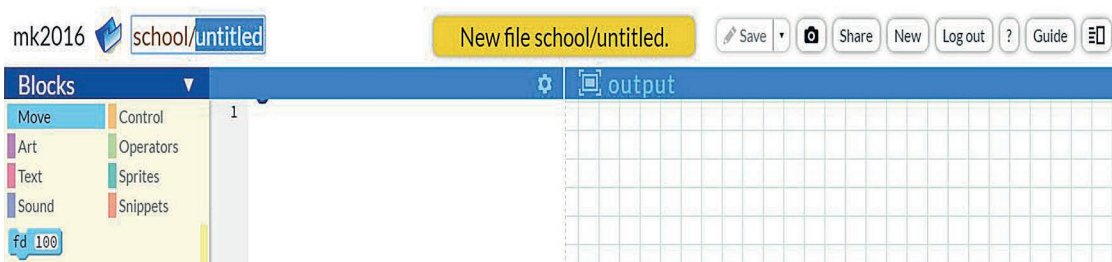 mk2016 school/untitled New file school/untitled. Save Share New Log out ? Guide
Blocks output
Move Control 1
Art Operators
Text Sprites
Sound Snippets
fd 100